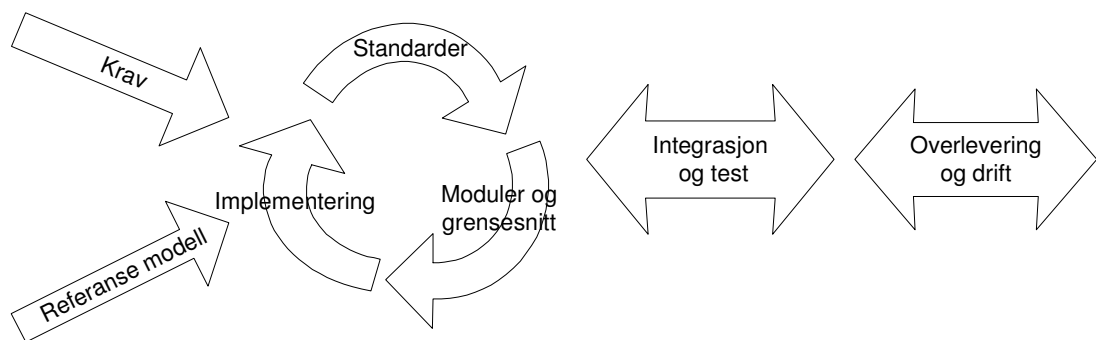 Krav
Standarder
Implementering
Moduler og
grensesnitt
Referanse modell
Integrasjon
og test
Overlevering
og drift